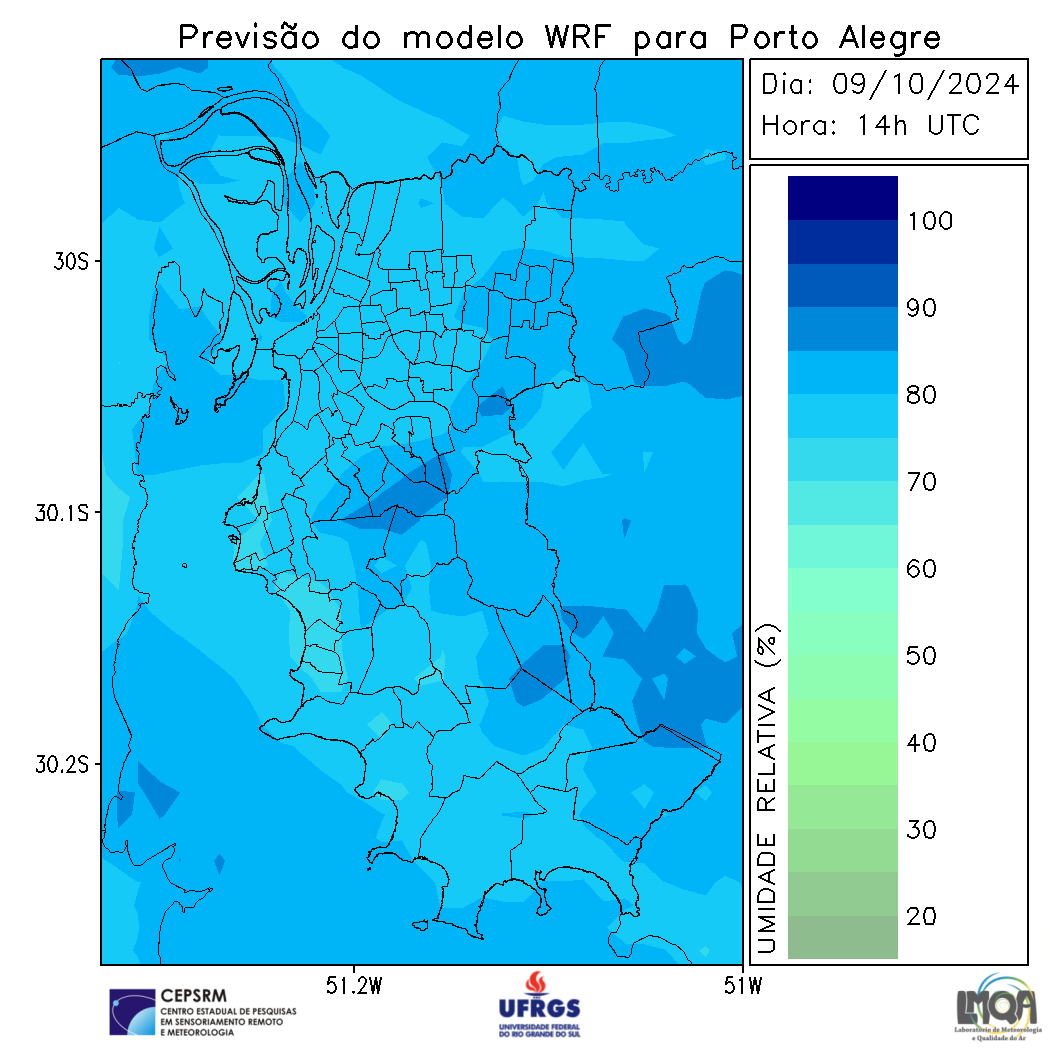 Previsão do modelo WRF para Porto Alegre
Dia: 09/10/2024
Hora: 14h UTC
30S
30.1S
30.2S
51.2W
51W
UMIDADE RELATIVA (%)
100
90
80
70
60
50
40
30
20
CEPSRM
CENTRO ESTADUAL DE PESQUISAS
EM SENSORIAMENTO REMOTO
E METEOROLOGIA
UFRGS
UNIVERSIDADE FEDERAL
DO RIO GRANDE DO SUL
LMQA
Laboratório de Meteorologia
e Qualidade do Ar